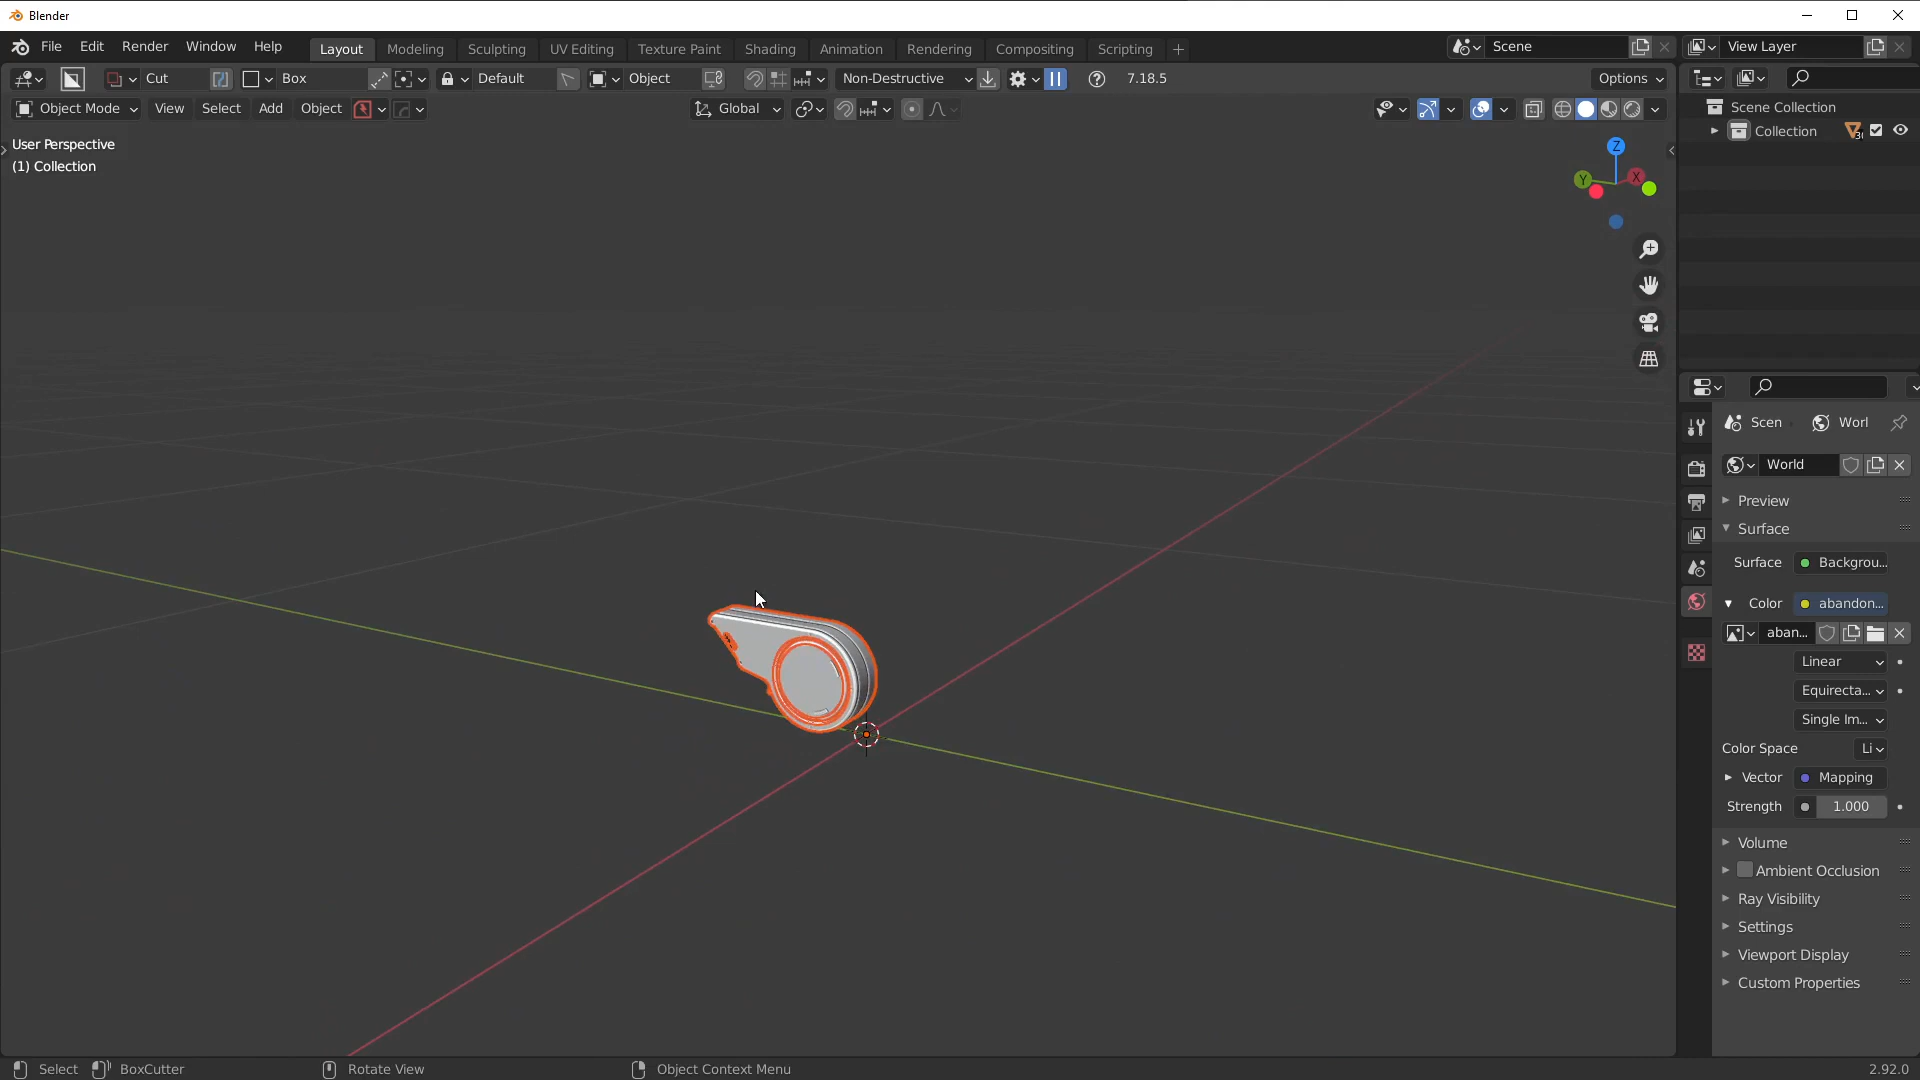 Blender
File Edit Render Window Help Layout Modeling Sculpting UV Editing Texture Paint Shading Animation Rendering Compositing Scripting + Scene View Layer
Cut Box Default Object Non-Destructive 7.18.5 Options
Object Mode View Select Add Object Global
User Perspective
(1) Collection
Z
Y X
Scene Collection
Collection
Scen Worl
World
Preview
Surface
Surface Backgrou...
Color abandon...
aban...
Linear
Equirecta...
Single Im...
Color Space Li
Vector Mapping
Strength 1.000
Volume
Ambient Occlusion
Ray Visibility
Settings
Viewport Display
Custom Properties
Select BoxCutter Rotate View Object Context Menu 2.92.0